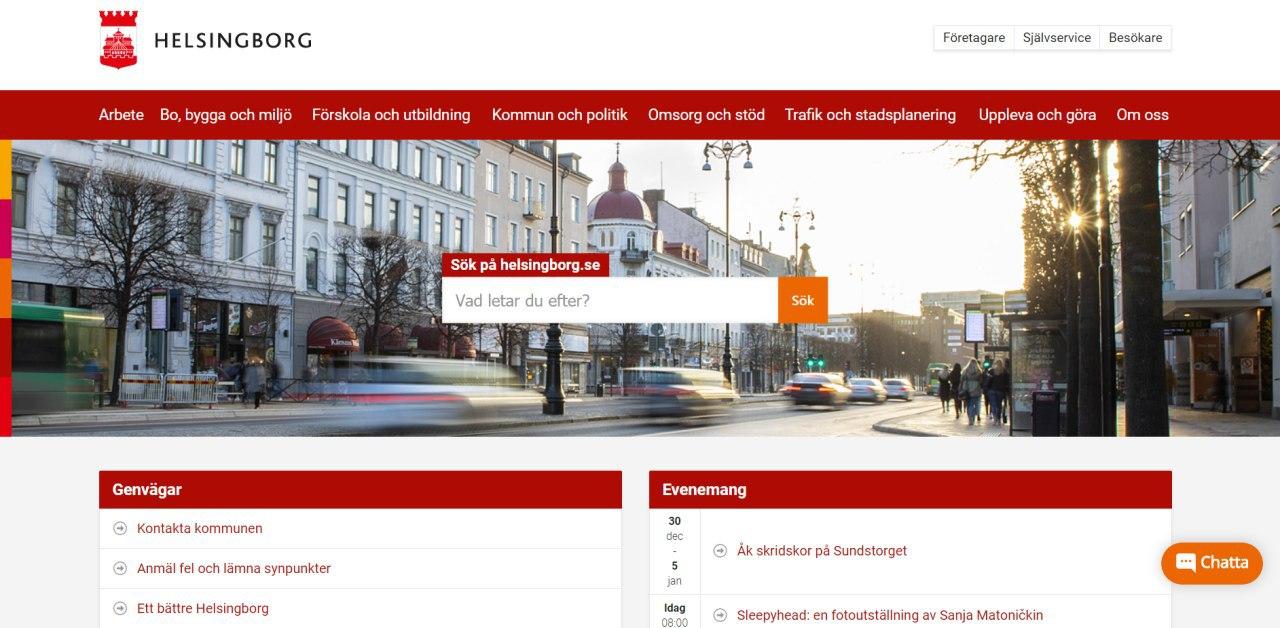 HELSINGBORG
Företagare Självservice Besökare
Arbete Bo, bygga och miljö Förskola och utbildning Kommun och politik Omsorg och stöd Trafik och stadsplanering Uppleva och göra Om oss
Sök på helsingborg.se
Vad letar du efter? Sök
Genvägar
Kontakta kommunen
Anmäl fel och lämna synpunkter
Ett bättre Helsingborg
Evenemang
30
dec
-
5
jan
Åk skridskor på Sundstorget
Idag
08:00
Sleepyhead: en fotoutställning av Sanja Matoničkin
Chatta